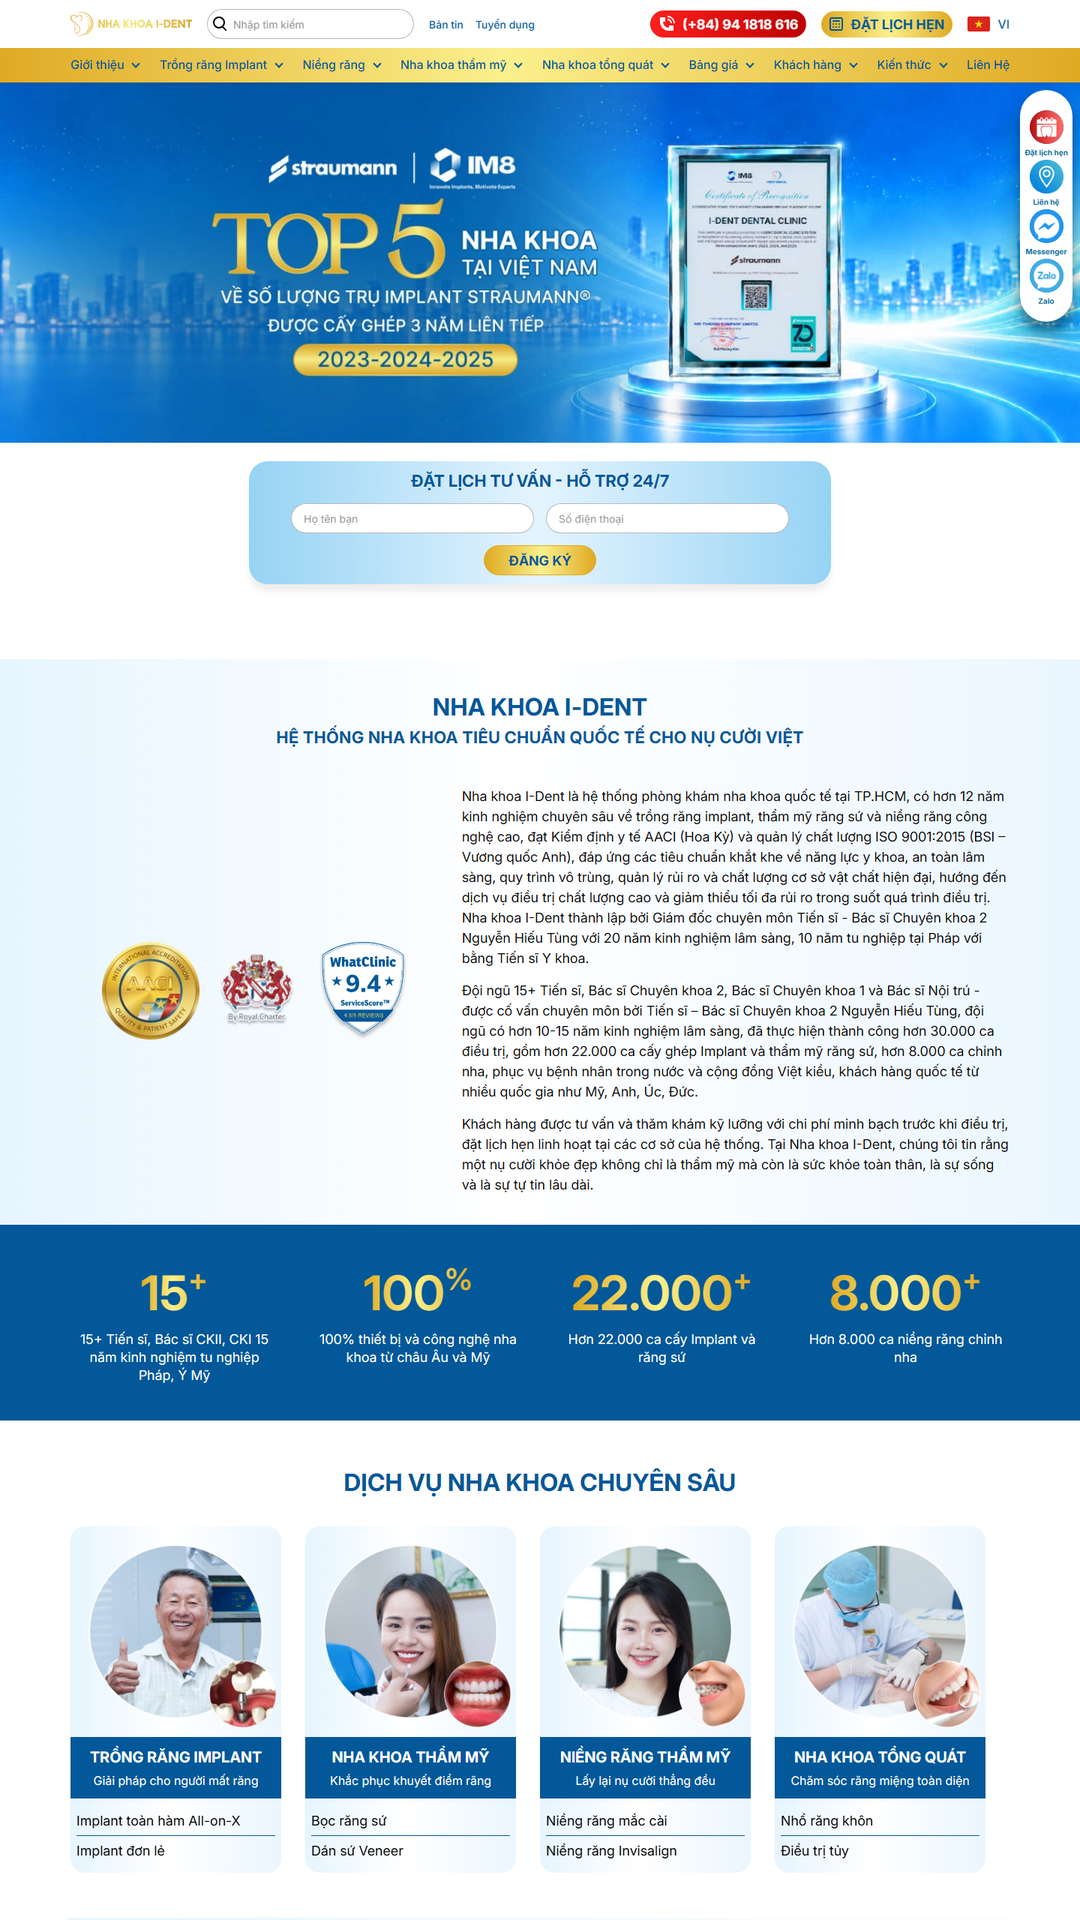 NHA KHOA I-DENT
Nhập tìm kiếm
Bản tin
Tuyển dụng
(+84) 94 1818 616
ĐẶT LỊCH HẸN
VI
Giới thiệu
Trồng răng Implant
Niềng răng
Nha khoa thẩm mỹ
Nha khoa tổng quát
Bảng giá
Khách hàng
Kiến thức
Liên Hệ
straumann
IM8
Innovate Implants, Motivate Experts
TOP 5
NHA KHOA
TẠI VIỆT NAM
VỀ SỐ LƯỢNG TRỤ IMPLANT STRAUMANN®
ĐƯỢC CẤY GHÉP 3 NĂM LIÊN TIẾP
2023-2024-2025
IM8
Certificate of Recognition
I-DENT DENTAL CLINIC
straumann
70
Đặt lịch hẹn
Liên hệ
Messenger
Zalo
Zalo
ĐẶT LỊCH TƯ VẤN - HỖ TRỢ 24/7
Họ tên bạn
Số điện thoại
ĐĂNG KÝ
NHA KHOA I-DENT
HỆ THỐNG NHA KHOA TIÊU CHUẨN QUỐC TẾ CHO NỤ CƯỜI VIỆT
Nha khoa I-Dent là hệ thống phòng khám nha khoa quốc tế tại TP.HCM, có hơn 12 năm
kinh nghiệm chuyên sâu về trồng răng implant, thẩm mỹ răng sứ và niềng răng công
nghệ cao, đạt Kiểm định y tế AACI (Hoa Kỳ) và quản lý chất lượng ISO 9001:2015 (BSI –
Vương quốc Anh), đáp ứng các tiêu chuẩn khắt khe về năng lực y khoa, an toàn lâm
sàng, quy trình vô trùng, quản lý rủi ro và chất lượng cơ sở vật chất hiện đại, hướng đến
dịch vụ điều trị chất lượng cao và giảm thiểu tối đa rủi ro trong suốt quá trình điều trị.
Nha khoa I-Dent thành lập bởi Giám đốc chuyên môn Tiến sĩ - Bác sĩ Chuyên khoa 2
Nguyễn Hiếu Tùng với 20 năm kinh nghiệm lâm sàng, 10 năm tu nghiệp tại Pháp với
bằng Tiến sĩ Y khoa.
INTERNATIONAL ACCREDITATION
AACI
QUALITY & PATIENT SAFETY
By Royal Charter
WhatClinic
9.4
ServiceScore™
4.5/5 REVIEWS
Đội ngũ 15+ Tiến sĩ, Bác sĩ Chuyên khoa 2, Bác sĩ Chuyên khoa 1 và Bác sĩ Nội trú -
được cố vấn chuyên môn bởi Tiến sĩ – Bác sĩ Chuyên khoa 2 Nguyễn Hiếu Tùng, đội
ngũ có hơn 10-15 năm kinh nghiệm lâm sàng, đã thực hiện thành công hơn 30.000 ca
điều trị, gồm hơn 22.000 ca cấy ghép Implant và thẩm mỹ răng sứ, hơn 8.000 ca chỉnh
nha, phục vụ bệnh nhân trong nước và cộng đồng Việt kiều, khách hàng quốc tế từ
nhiều quốc gia như Mỹ, Anh, Úc, Đức.
Khách hàng được tư vấn và thăm khám kỹ lưỡng với chi phí minh bạch trước khi điều trị,
đặt lịch hẹn linh hoạt tại các cơ sở của hệ thống. Tại Nha khoa I-Dent, chúng tôi tin rằng
một nụ cười khỏe đẹp không chỉ là thẩm mỹ mà còn là sức khỏe toàn thân, là sự sống
và là sự tự tin lâu dài.
15+
15+ Tiến sĩ, Bác sĩ CKII, CKI 15
năm kinh nghiệm tu nghiệp
Pháp, Ý Mỹ
100%
100% thiết bị và công nghệ nha
khoa từ châu Âu và Mỹ
22.000+
Hơn 22.000 ca cấy Implant và
răng sứ
8.000+
Hơn 8.000 ca niềng răng chỉnh
nha
DỊCH VỤ NHA KHOA CHUYÊN SÂU
TRỒNG RĂNG IMPLANT
Giải pháp cho người mất răng
Implant toàn hàm All-on-X
Implant đơn lẻ
NHA KHOA THẨM MỸ
Khắc phục khuyết điểm răng
Bọc răng sứ
Dán sứ Veneer
NIỀNG RĂNG THẨM MỸ
Lấy lại nụ cười thẳng đều
Niềng răng mắc cài
Niềng răng Invisalign
NHA KHOA TỔNG QUÁT
Chăm sóc răng miệng toàn diện
Nhổ răng khôn
Điều trị tủy